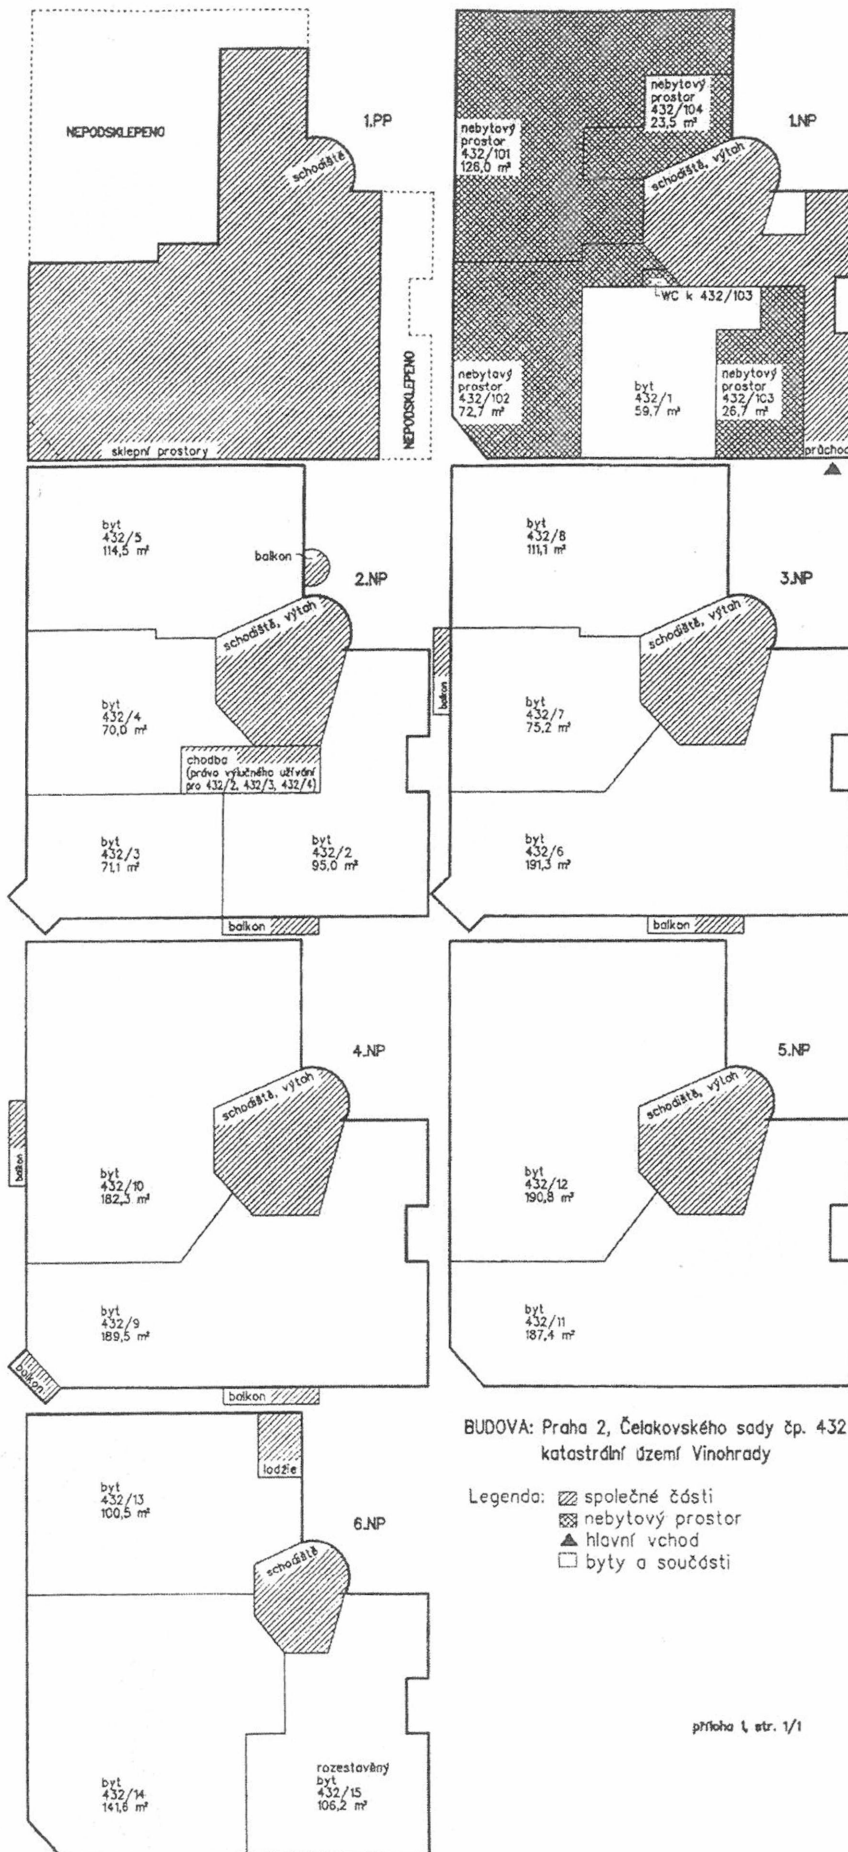 1.PP
NEPODSKLEPENO
schodiště
NEPODSKLEPENO
sklepní prostory
1.NP
nebytový
prostor
432/104
23,5 m²
nebytový
prostor
432/101
126,0 m²
schodiště, výtah
WC k 432/103
nebytový
prostor
432/102
72,7 m²
byt
432/1
59,7 m²
nebytový
prostor
432/103
26,7 m²
průchod
2.NP
byt
432/5
114,5 m²
balkon
schodiště, výtah
byt
432/4
70,0 m²
chodba
(právo výlučného užívání
pro 432/2, 432/3, 432/4)
byt
432/3
71,1 m²
byt
432/2
95,0 m²
balkon
3.NP
byt
432/8
111,1 m²
schodiště, výtah
balkon
byt
432/7
75,2 m²
byt
432/6
191,3 m²
balkon
4.NP
schodiště, výtah
balkon
byt
432/10
182,3 m²
byt
432/9
189,5 m²
balkon
balkon
5.NP
schodiště, výtah
byt
432/12
190,8 m²
byt
432/11
187,4 m²
BUDOVA: Praha 2, Čelakovského sady čp. 432
katastrální území Vinohrady
Legenda: společné části
nebytový prostor
hlavní vchod
byty a součásti
6.NP
lodžie
byt
432/13
100,5 m²
schodiště
byt
432/14
141,6 m²
rozestavěný
byt
432/15
106,2 m²
příloha 1, str. 1/1